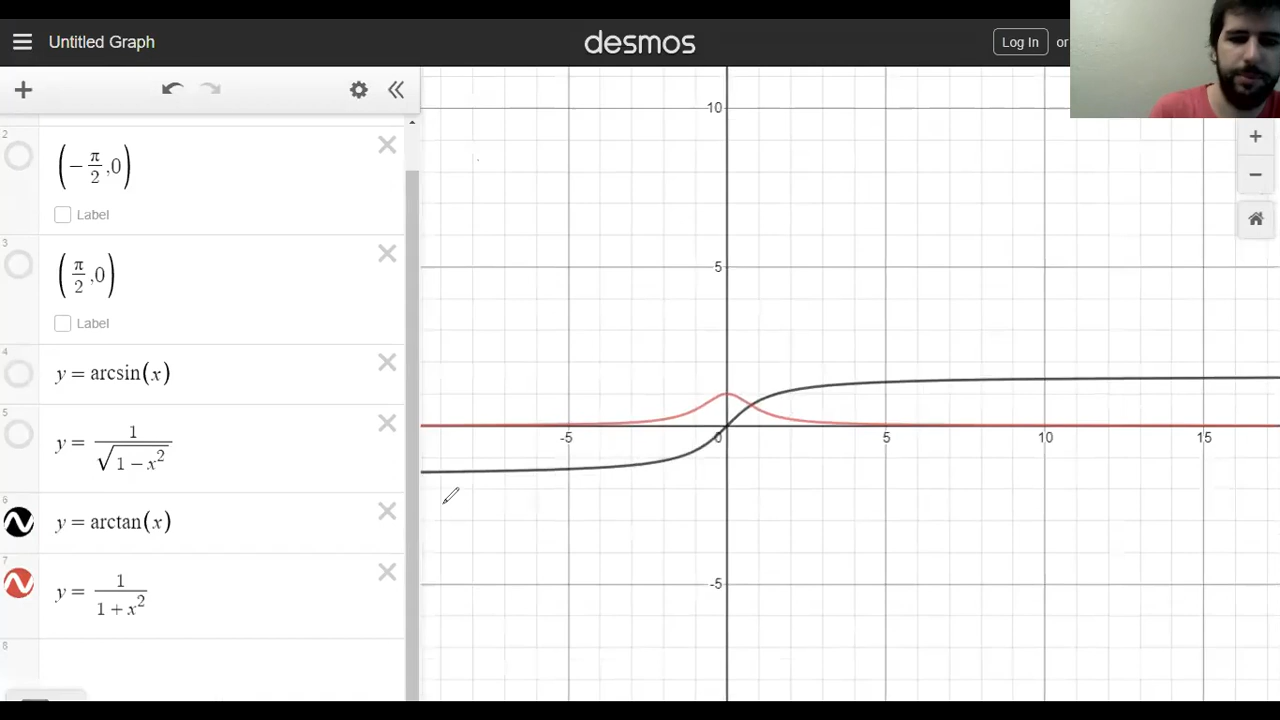 Untitled Graph
desmos
Log In or
2
(-π/2,0)
Label
3
(π/2,0)
Label
4
y = arcsin(x)
5
y = 1/√(1-x²)
6
y = arctan(x)
7
y = 1/(1+x²)
8
10
5
-5
0
5
10
15
-5